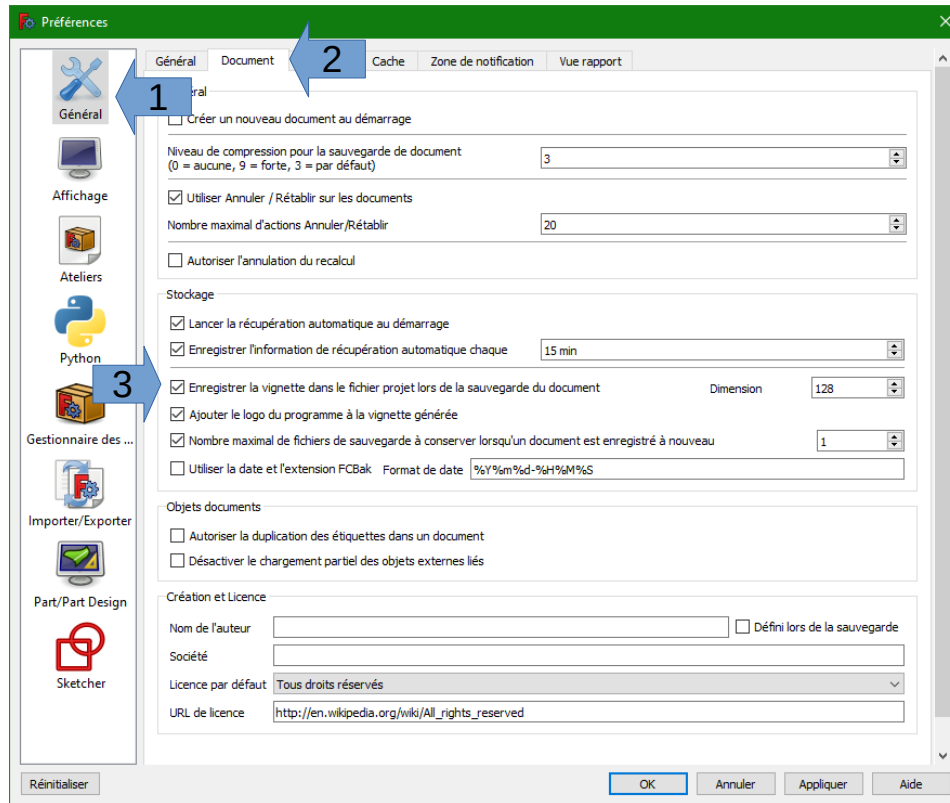 Préférences
Général
Affichage
Ateliers
Python
Gestionnaire des ...
Importer/Exporter
Part/Part Design
Sketcher
1
Général
Document
2
Cache
Zone de notification
Vue rapport
Créer un nouveau document au démarrage
Niveau de compression pour la sauvegarde de document
(0 = aucune, 9 = forte, 3 = par défaut)
3
Utiliser Annuler / Rétablir sur les documents
Nombre maximal d'actions Annuler/Rétablir
20
Autoriser l'annulation du recalcul
Stockage
Lancer la récupération automatique au démarrage
Enregistrer l'information de récupération automatique chaque
15 min
3
Enregistrer la vignette dans le fichier projet lors de la sauvegarde du document
Dimension
128
Ajouter le logo du programme à la vignette générée
Nombre maximal de fichiers de sauvegarde à conserver lorsqu'un document est enregistré à nouveau
1
Utiliser la date et l'extension FCBak
Format de date
%Y%m%d-%H%M%S
Objets documents
Autoriser la duplication des étiquettes dans un document
Désactiver le chargement partiel des objets externes liés
Création et Licence
Nom de l'auteur
Défini lors de la sauvegarde
Société
Licence par défaut
Tous droits réservés
URL de licence
http://en.wikipedia.org/wiki/All_rights_reserved
Réinitialiser
OK
Annuler
Appliquer
Aide